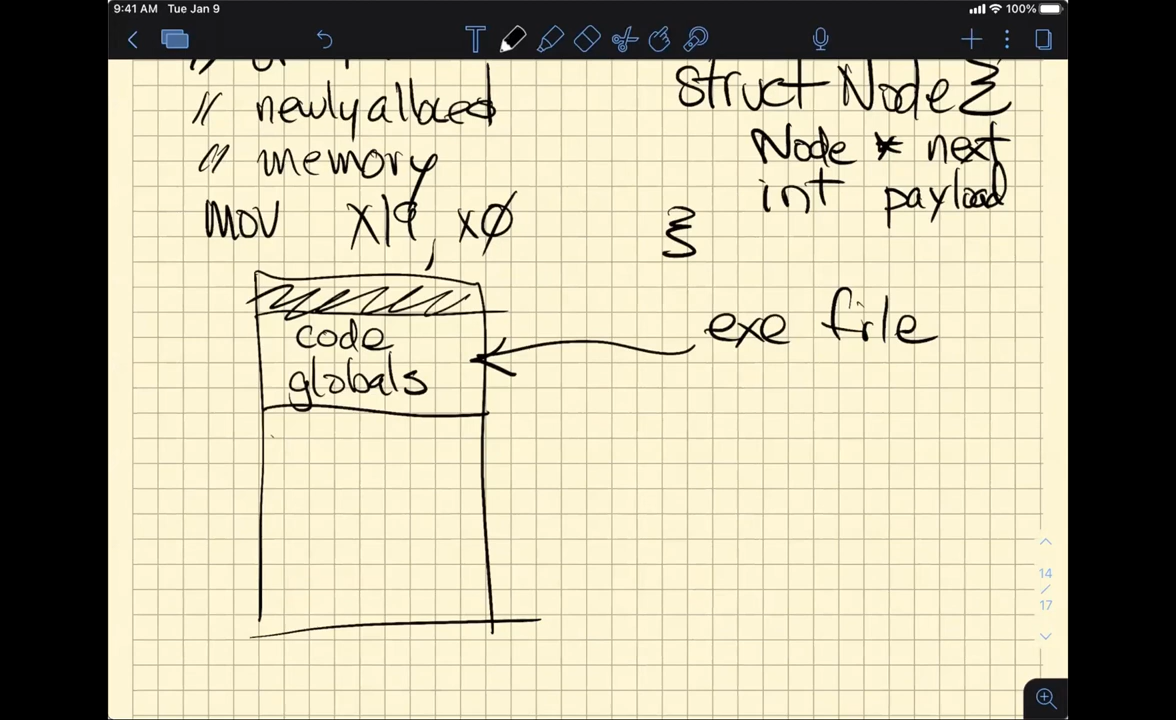 9:41 AM Tue Jan 9
100%
T
// newly alloced
// memory
MOV X19, x0
struct Node {
Node * next
int payload
}
code
globals
exe file
14
/
17